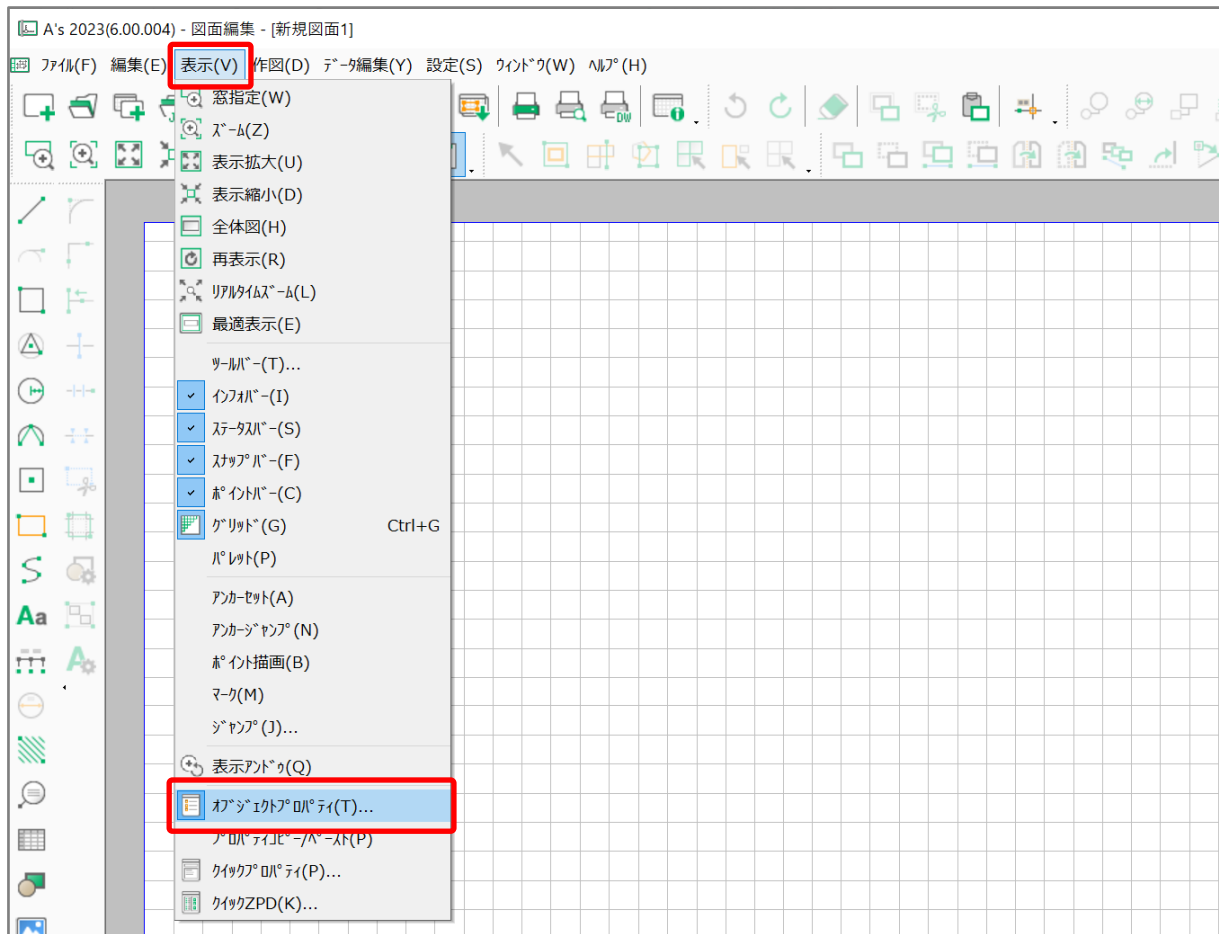 A's 2023(6.00.004) - 図面編集 - [新規図面1]
ﾌｧｲﾙ(F) 編集(E) 表示(V) 作図(D) ﾃﾞｰﾀ編集(Y) 設定(S) ｳｨﾝﾄﾞｳ(W) ﾍﾙﾌﾟ(H)
DW
窓指定(W)
ｽﾞｰﾑ(Z)
表示拡大(U)
表示縮小(D)
全体図(H)
再表示(R)
ﾘｱﾙﾀｲﾑｽﾞｰﾑ(L)
最適表示(E)
ﾂｰﾙﾊﾞｰ(T)...
ｲﾝﾌｫﾊﾞｰ(I)
ｽﾃｰﾀｽﾊﾞｰ(S)
ｽﾅｯﾌﾟﾊﾞｰ(F)
ﾎﾟｲﾝﾄﾊﾞｰ(C)
ｸﾞﾘｯﾄﾞ(G) Ctrl+G
ﾊﾟﾚｯﾄ(P)
ｱﾝｶｰｾｯﾄ(A)
ｱﾝｶｰｼﾞｬﾝﾌﾟ(N)
ﾎﾟｲﾝﾄ描画(B)
ﾏｰｸ(M)
ｼﾞｬﾝﾌﾟ(J)...
表示ｱﾝﾄﾞｩ(Q)
ｵﾌﾞｼﾞｪｸﾄﾌﾟﾛﾊﾟﾃｨ(T)...
ﾌﾟﾛﾊﾟﾃｨｺﾋﾟｰ/ﾍﾟｰｽﾄ(P)
ｸｲｯｸﾌﾟﾛﾊﾟﾃｨ(P)...
ｸｲｯｸZPD(K)...
Aa
A